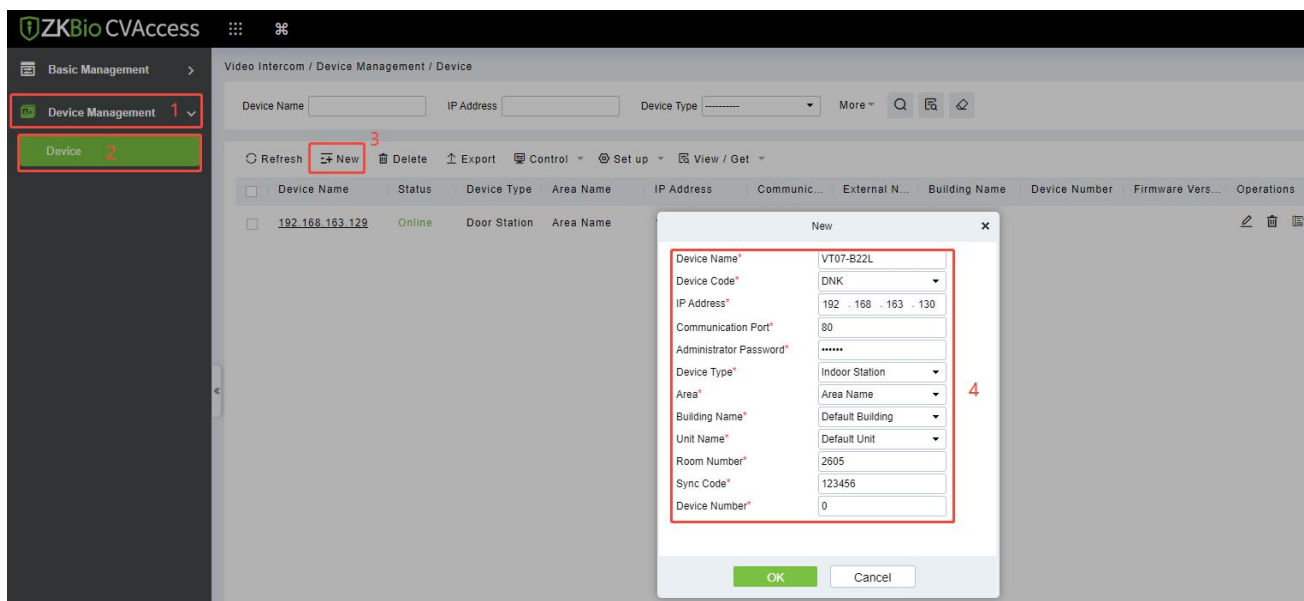 ZKBio CVAccess
Basic Management
Device Management 1
Device 2
Video Intercom / Device Management / Device
Device Name IP Address Device Type ---------- More
3
Refresh New Delete Export Control Set up View / Get
Device Name Status Device Type Area Name IP Address Communic... External N... Building Name Device Number Firmware Vers... Operations
192.168.163.129 Online Door Station Area Name
New
Device Name* VT07-B22L
Device Code* DNK
IP Address* 192 . 168 . 163 . 130
Communication Port* 80
Administrator Password* ••••••
Device Type* Indoor Station
Area* Area Name
4
Building Name* Default Building
Unit Name* Default Unit
Room Number* 2605
Sync Code* 123456
Device Number* 0
OK Cancel